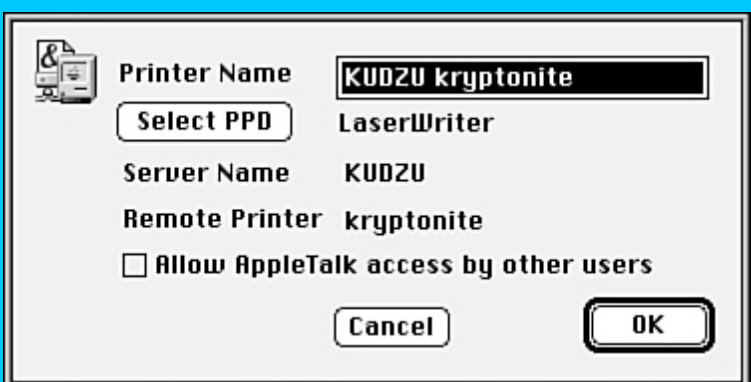 Printer Name KUDZU kryptonite
Select PPD LaserWriter
Server Name KUDZU
Remote Printer kryptonite
Allow AppleTalk access by other users
Cancel OK